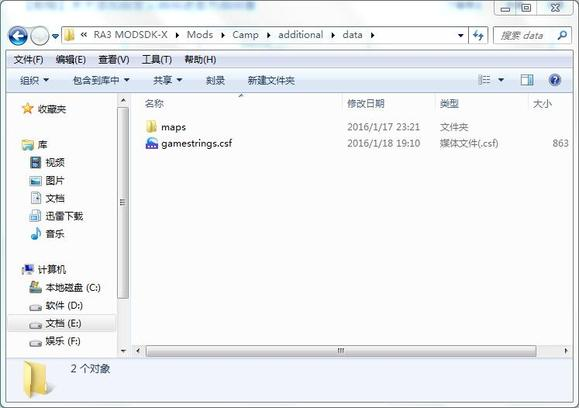 RA3 MODSDK-X Mods Camp additional data 搜索 data
文件(F) 编辑(E) 查看(V) 工具(T) 帮助(H)
组织 包含到库中 共享 刻录 新建文件夹
名称 修改日期 类型 大小
收藏夹
库
视频
图片
文档
迅雷下载
音乐
计算机
本地磁盘 (C:)
软件 (D:)
文档 (E:)
娱乐 (F:)
maps 2016/1/17 23:21 文件夹
gamestrings.csf 2016/1/18 19:10 媒体文件(.csf) 863
2 个对象